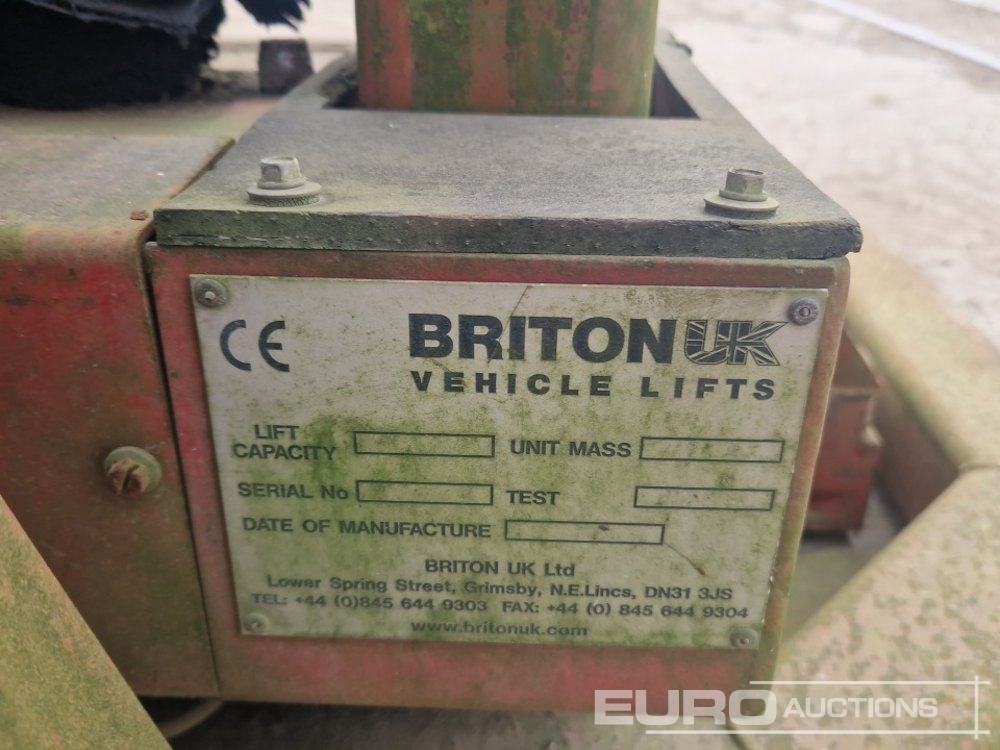 CE
BRITON UK
VEHICLE LIFTS
LIFT CAPACITY
UNIT MASS
SERIAL No
TEST
DATE OF MANUFACTURE
BRITON UK Ltd
Lower Spring Street, Grimsby, N.E.Lincs, DN31 3JS
TEL: +44 (0)845 644 9303 FAX: +44 (0) 845 644 9304
www.britonuk.com
EURO AUCTIONS